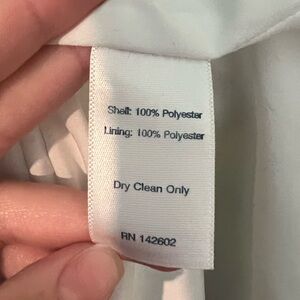 Shell: 100% Polyester
Lining: 100% Polyester
Dry Clean Only
RN 142602